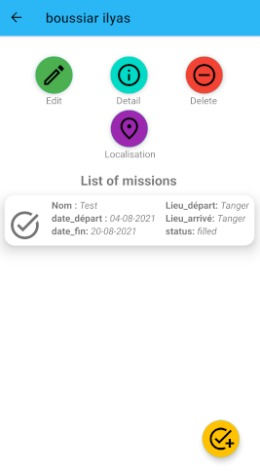 boussiar ilyas
Edit Detail Delete
Localisation
List of missions
Nom : Test Lieu_départ: Tanger
date_départ : 04-08-2021 Lieu_arrivé: Tanger
date_fin: 20-08-2021 status: filled